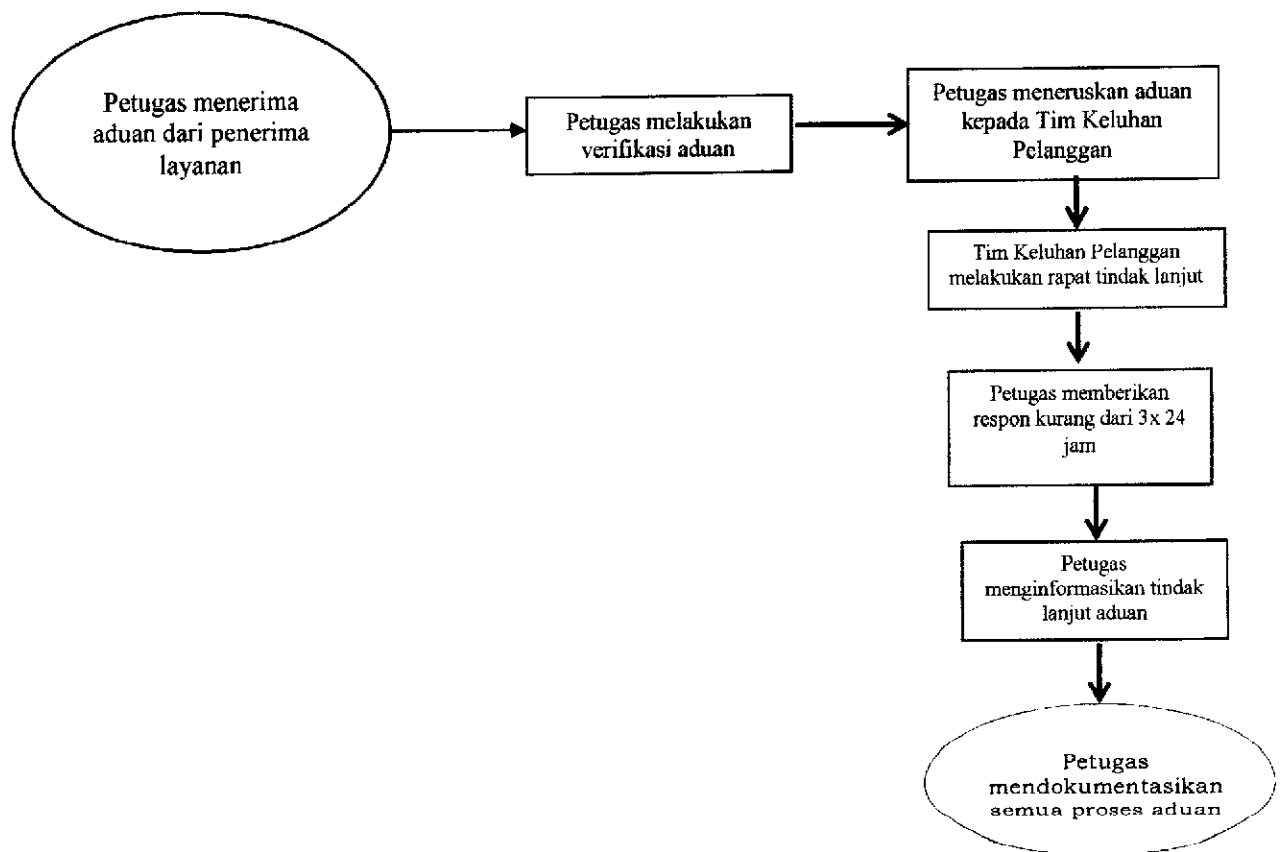 Petugas menerima
aduan dari penerima
layanan
Petugas melakukan
verifikasi aduan
Petugas meneruskan aduan
kepada Tim Keluhan
Pelanggan
Tim Keluhan Pelanggan
melakukan rapat tindak lanjut
Petugas memberikan
respon kurang dari 3x 24
jam
Petugas
menginformasikan tindak
lanjut aduan
Petugas
mendokumentasikan
semua proses aduan